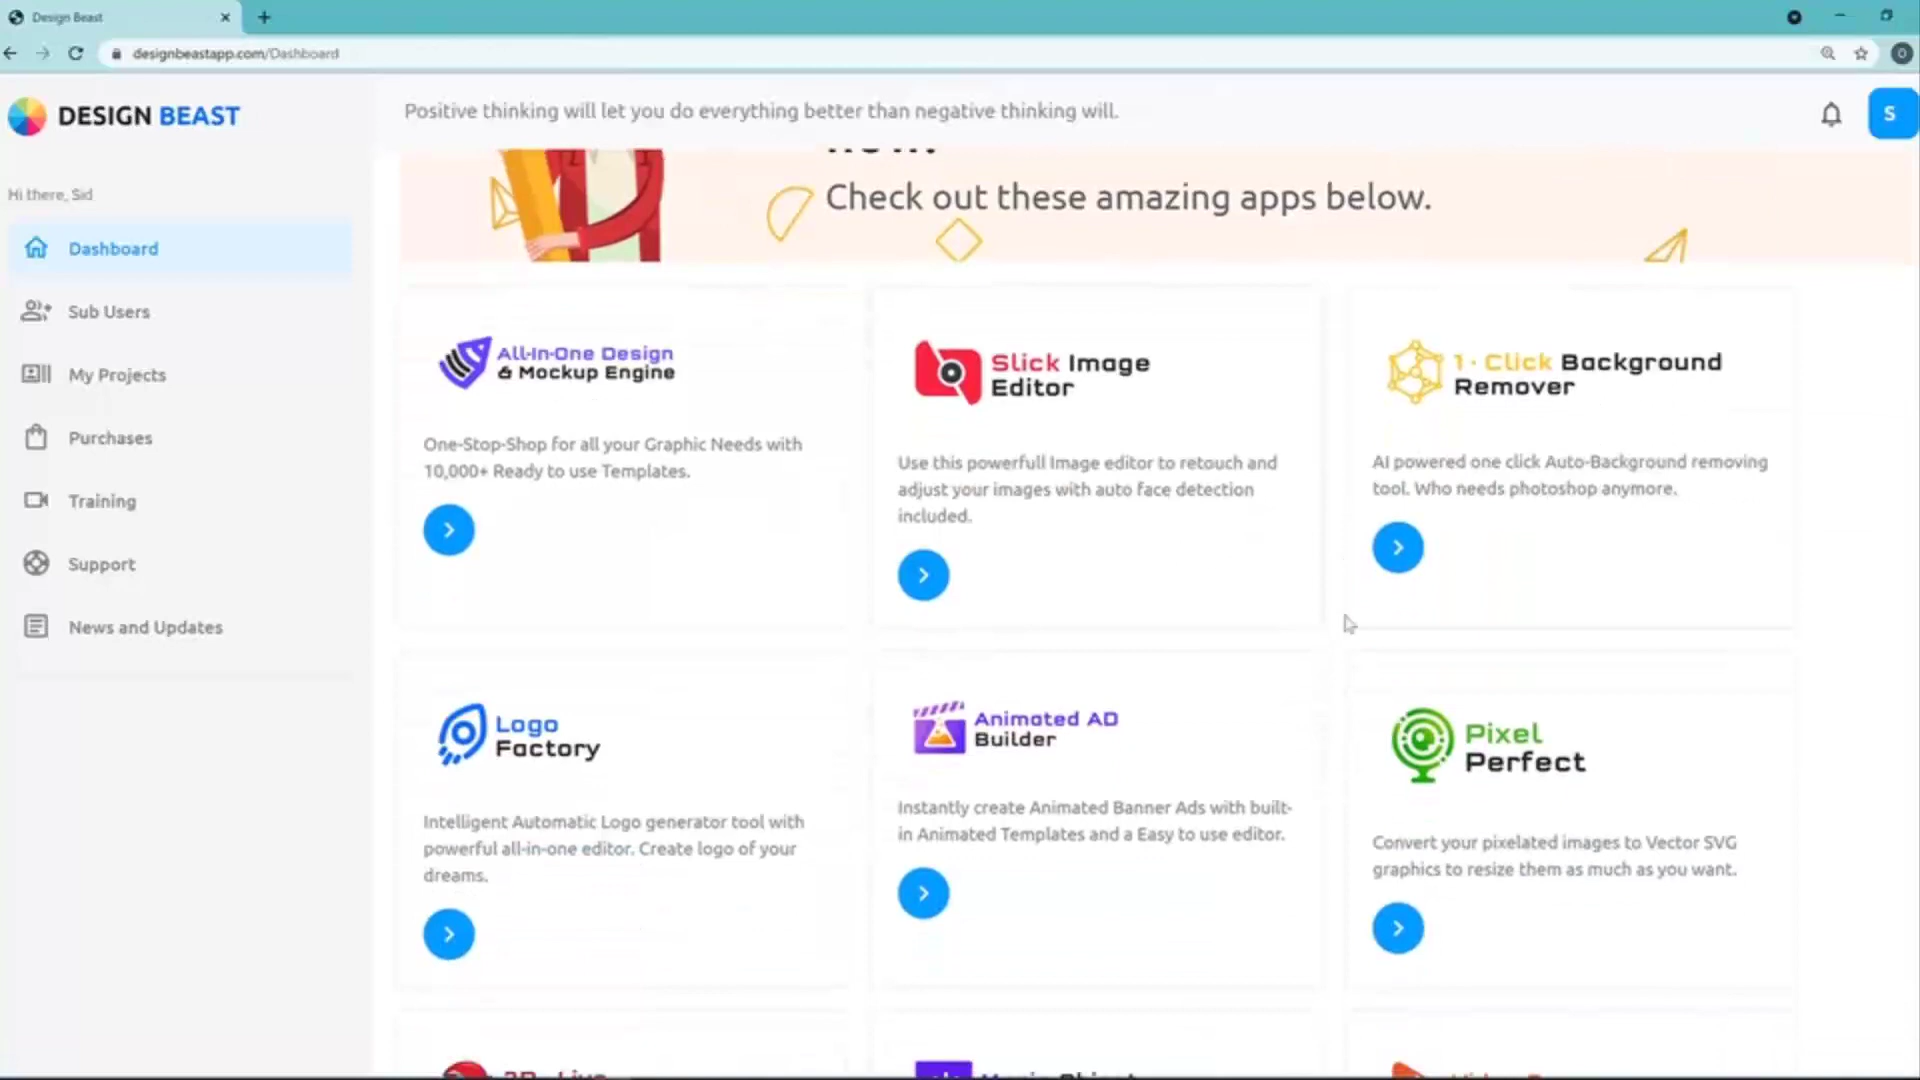 Design Beast
designbeastapp.com/Dashboard
DESIGN BEAST
Positive thinking will let you do everything better than negative thinking will.
S
Hi there, Sid
Dashboard
Sub Users
My Projects
Purchases
Training
Support
News and Updates
Check out these amazing apps below.
All-In-One Design
& Mockup Engine
One-Stop-Shop for all your Graphic Needs with
10,000+ Ready to use Templates.
Slick Image
Editor
Use this powerfull Image editor to retouch and
adjust your images with auto face detection
included.
1 - Click Background
Remover
AI powered one click Auto-Background removing
tool. Who needs photoshop anymore.
Logo
Factory
Intelligent Automatic Logo generator tool with
powerful all-in-one editor. Create logo of your
dreams.
Animated AD
Builder
Instantly create Animated Banner Ads with built-
in Animated Templates and a Easy to use editor.
Pixel
Perfect
Convert your pixelated images to Vector SVG
graphics to resize them as much as you want.